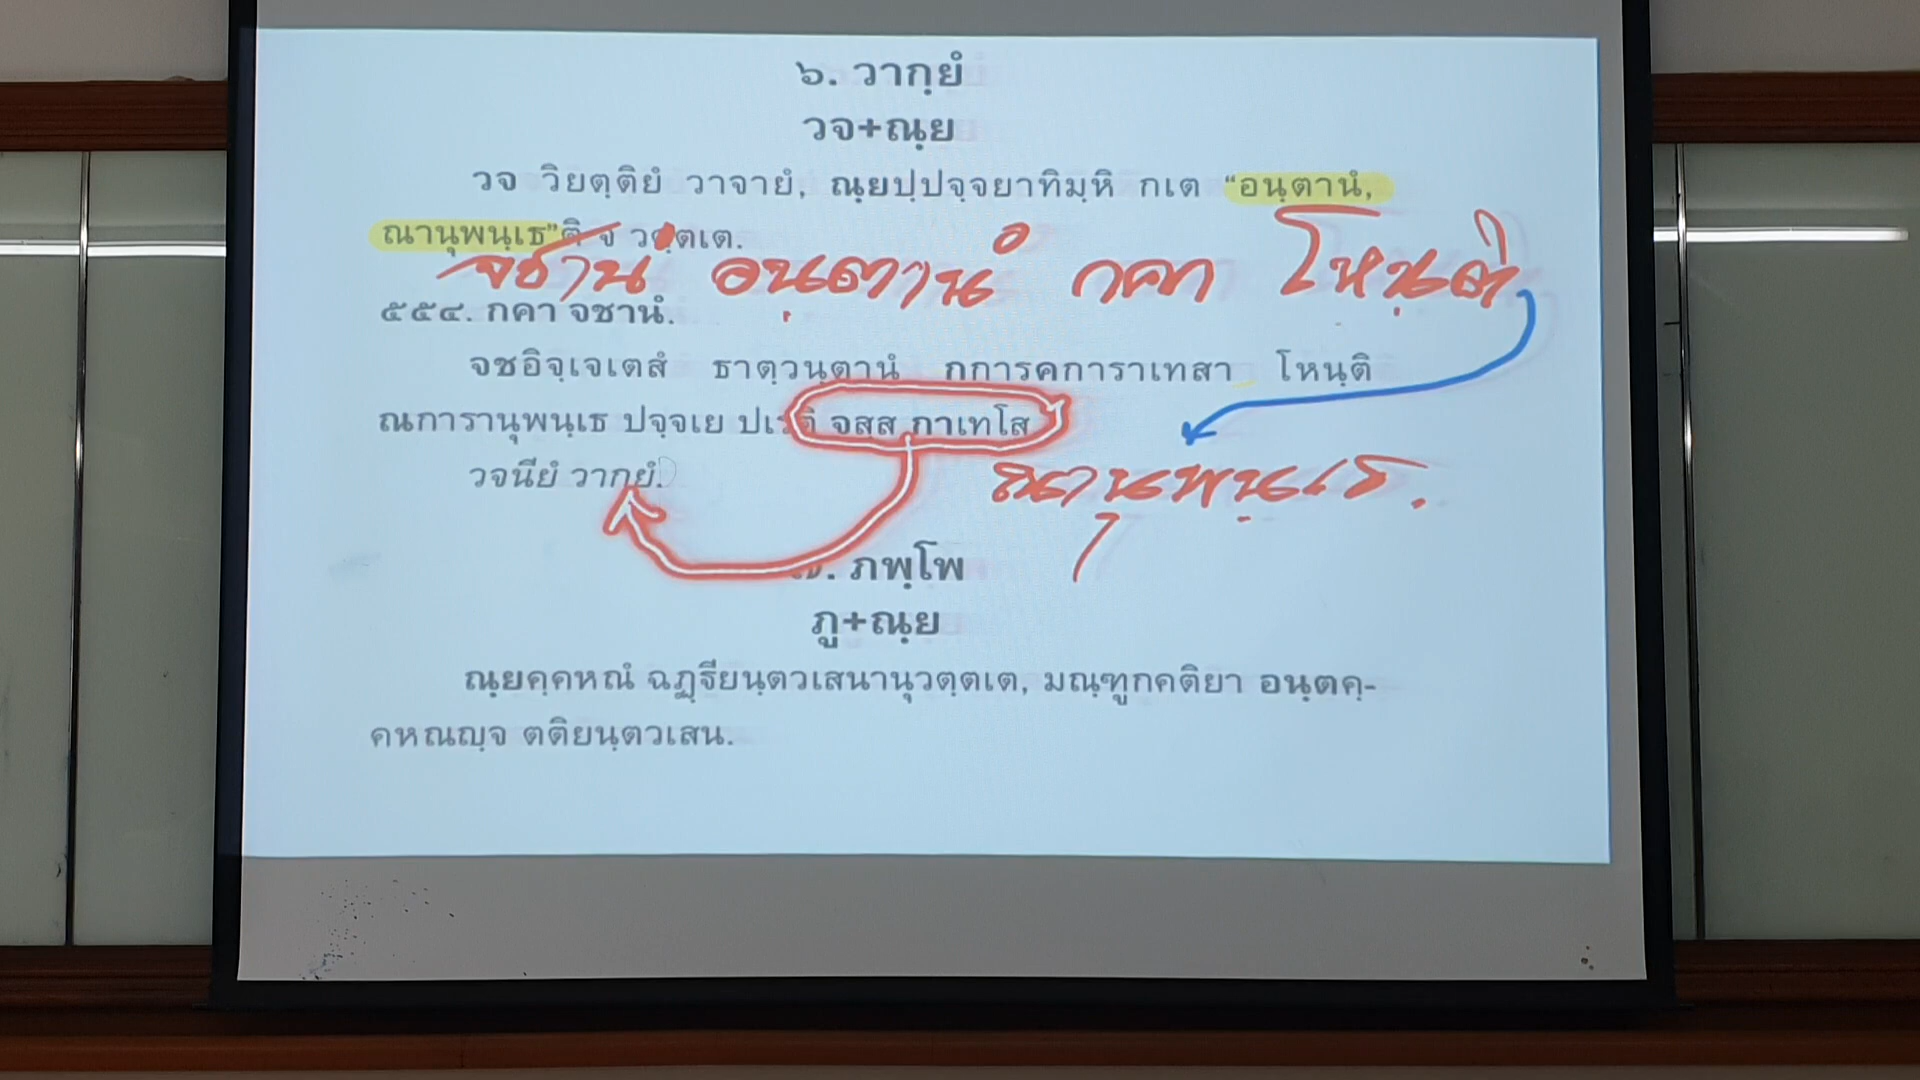 ๖. วากฺยํ
วจ+ณฺย
วจ วิยตฺติยํ วาจายํ, ณฺยปฺปจฺจยาทิมฺหิ กเต “อนฺตานํ,
ณานุพนฺเธ”ติ จ วตฺตเต.
จชานํ อนฺตานํ กคา โหนฺติ
๕๕๔. กคา จชานํ.
จชอิจฺเจเตสํ ธาตฺวนฺตานํ กการคการาเทสา โหนฺติ
ณการานุพนฺเธ ปจฺจเย ปเรติ จสฺส กาเทโส
วจนียํ วากฺยํ.
ณานุพนฺเธ.
๗. ภพฺโพ
ภู+ณฺย
ณฺยคฺคหณํ ฉฏฺฐียนฺตวเสนานุวตฺตเต, มณฺฑูกคติยา อนฺตคฺ-
คหณญฺจ ตติยนฺตวเสน.